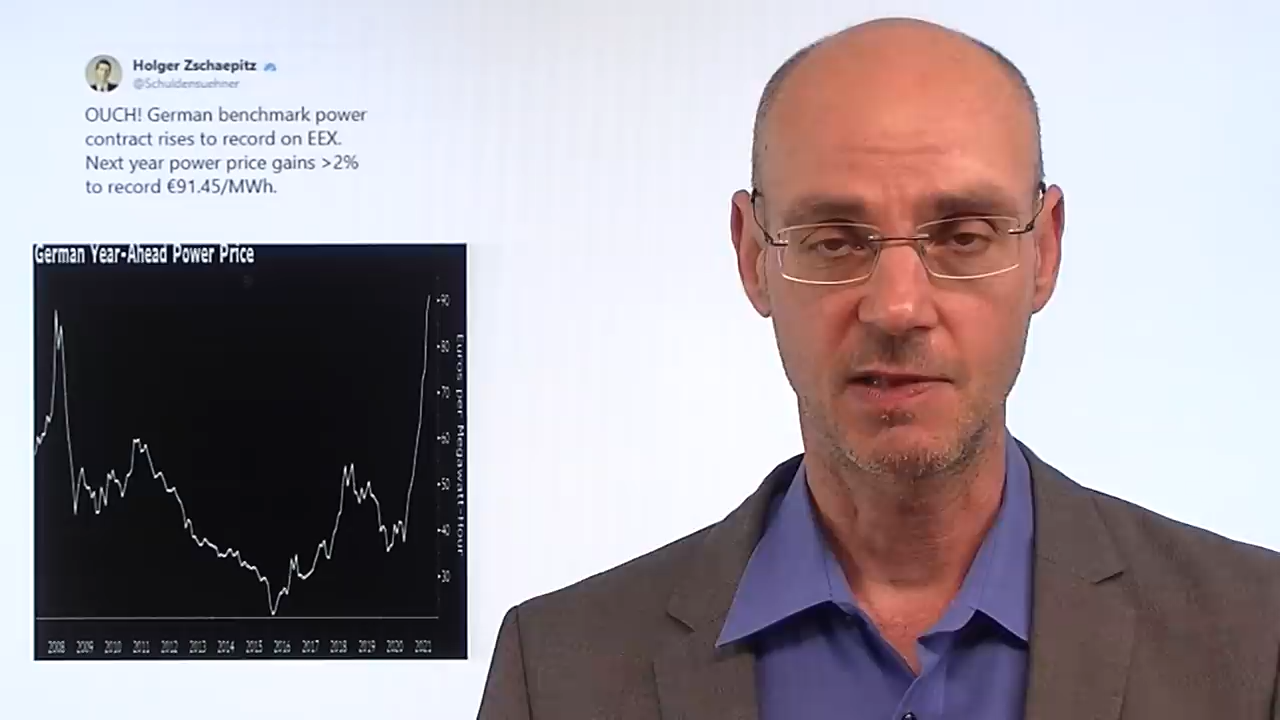 Holger Zschaepitz
@Schuldensuehner
OUCH! German benchmark power
contract rises to record on EEX.
Next year power price gains >2%
to record €91.45/MWh.
German Year-Ahead Power Price
90
80
70
60
50
40
30
Euros per Megawatt-Hour
2008 2009 2010 2011 2012 2013 2014 2015 2016 2017 2018 2019 2020 2021